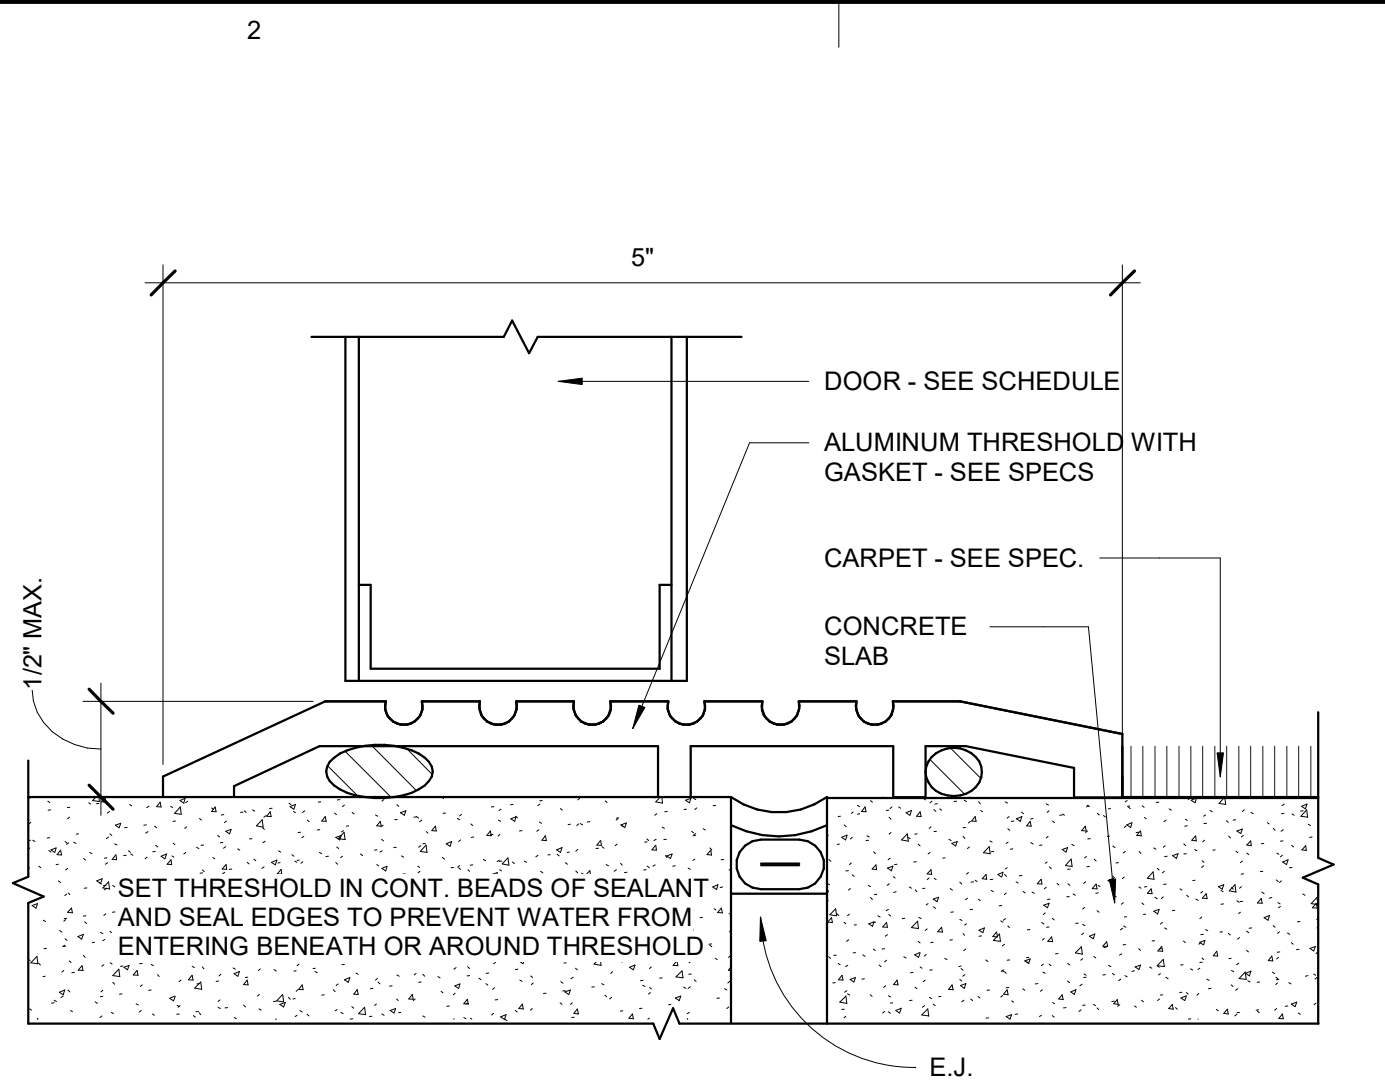 2
5"
DOOR - SEE SCHEDULE
ALUMINUM THRESHOLD WITH
GASKET - SEE SPECS
CARPET - SEE SPEC.
1/2" MAX.
CONCRETE
SLAB
SET THRESHOLD IN CONT. BEADS OF SEALANT
AND SEAL EDGES TO PREVENT WATER FROM
ENTERING BENEATH OR AROUND THRESHOLD
E.J.